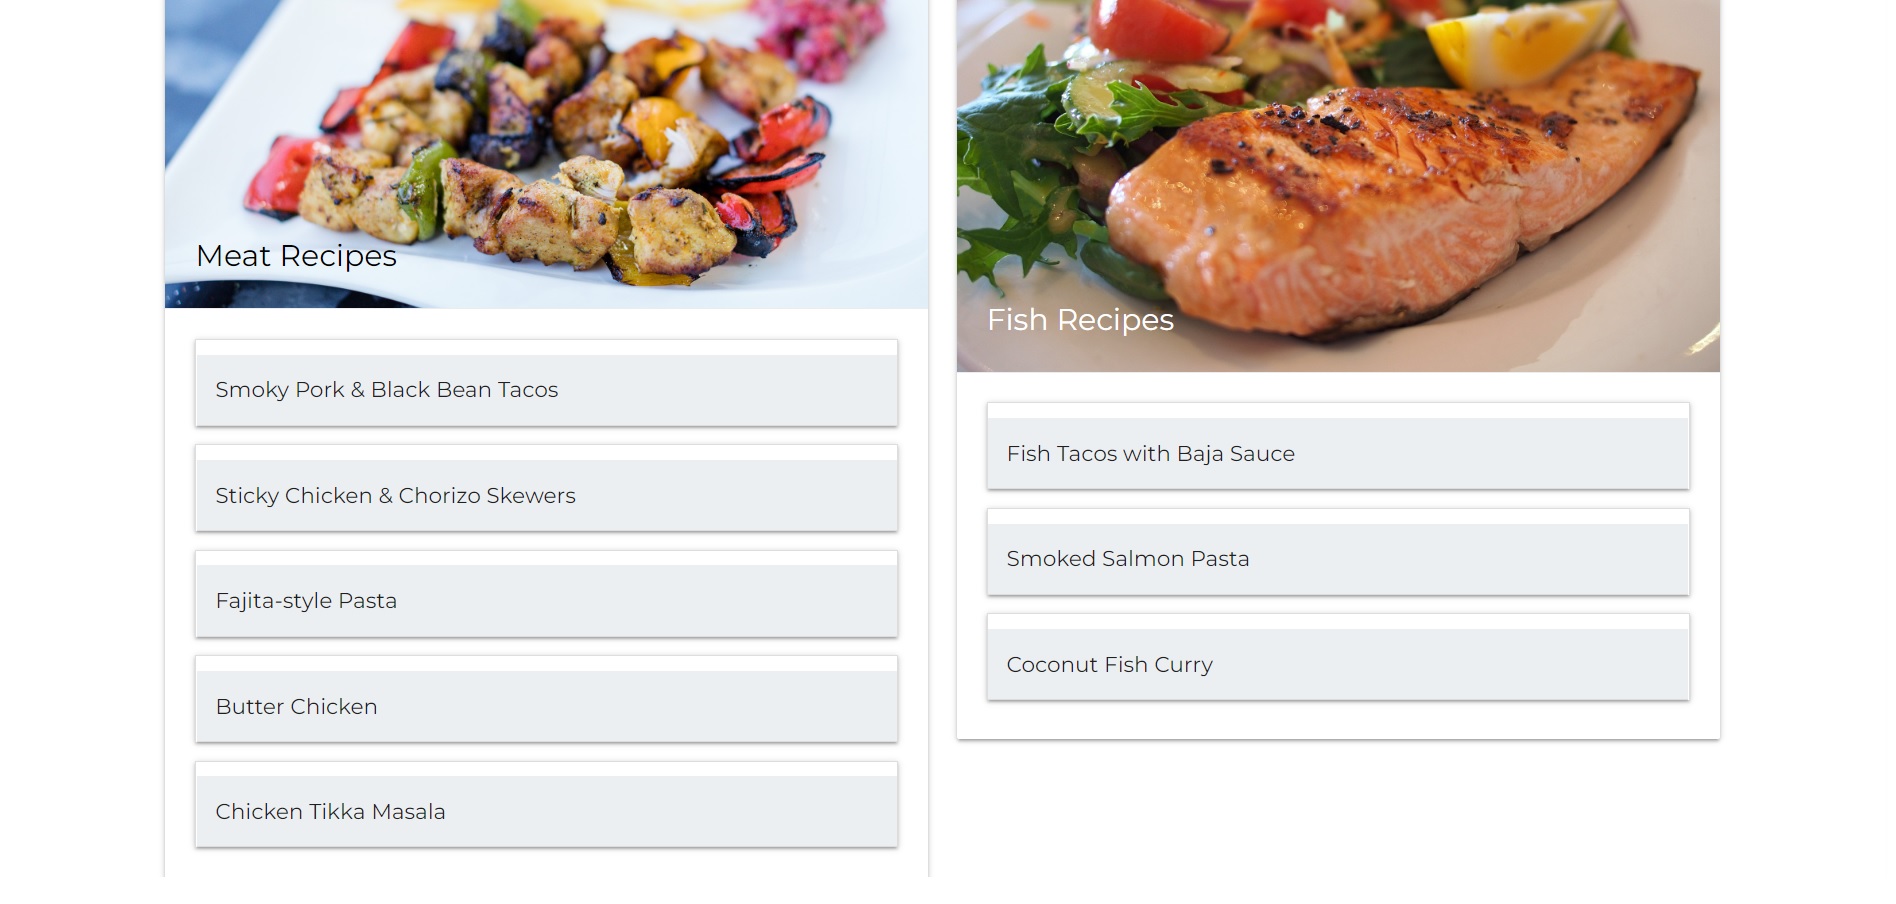 Meat Recipes
Smoky Pork & Black Bean Tacos
Sticky Chicken & Chorizo Skewers
Fajita-style Pasta
Butter Chicken
Chicken Tikka Masala
Fish Recipes
Fish Tacos with Baja Sauce
Smoked Salmon Pasta
Coconut Fish Curry